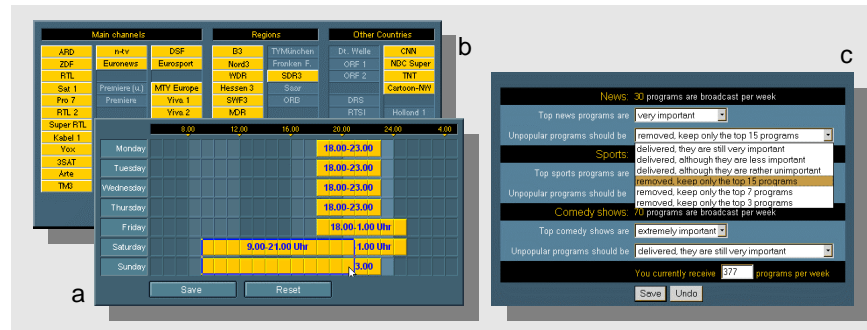 b
Main channels Regions Other Countries
ARD n-tv DSF B3 TVMünchen Dt. Welle CNN
ZDF Euronews Eurosport Nord3 Franken F. ORF 1 NBC Super
RTL WDR SDR3 ORF 2 TNT
Sat 1 Premiere (u.) MTY Europe Hessen 3 Saar Cartoon-NW
Pro 7 Premiere Viva 1 SWF3 ORB DRS
RTL 2 Viva 2 MDR RTSI Holland 1
Super RTL
Kabel 1
Vox
3SAT
Arte
TM3
a
8.00 12.00 16.00 20.00 24.00 4.00
Monday 18.00-23.00
Tuesday 18.00-23.00
Wednesday 18.00-23.00
Thursday 18.00-23.00
Friday 18.00-1.00 Uhr
Saturday 9.00-21.00 Uhr 1.00 Uhr
Sunday 3.00
Save Reset
c
News: 30 programs are broadcast per week
Top news programs are very important
Unpopular programs should be removed, keep only the top 15 programs
delivered, they are still very important
delivered, although they are less important
Sports:
delivered, although they are rather unimportant
Top sports programs are removed, keep only the top 15 programs
removed, keep only the top 7 programs
Unpopular programs should be removed, keep only the top 3 programs
Comedy shows: 70 programs are broadcast per week
Top comedy shows are extremely important
Unpopular programs should be delivered, they are still very important
You currently receive 377 programs per week
Save Undo